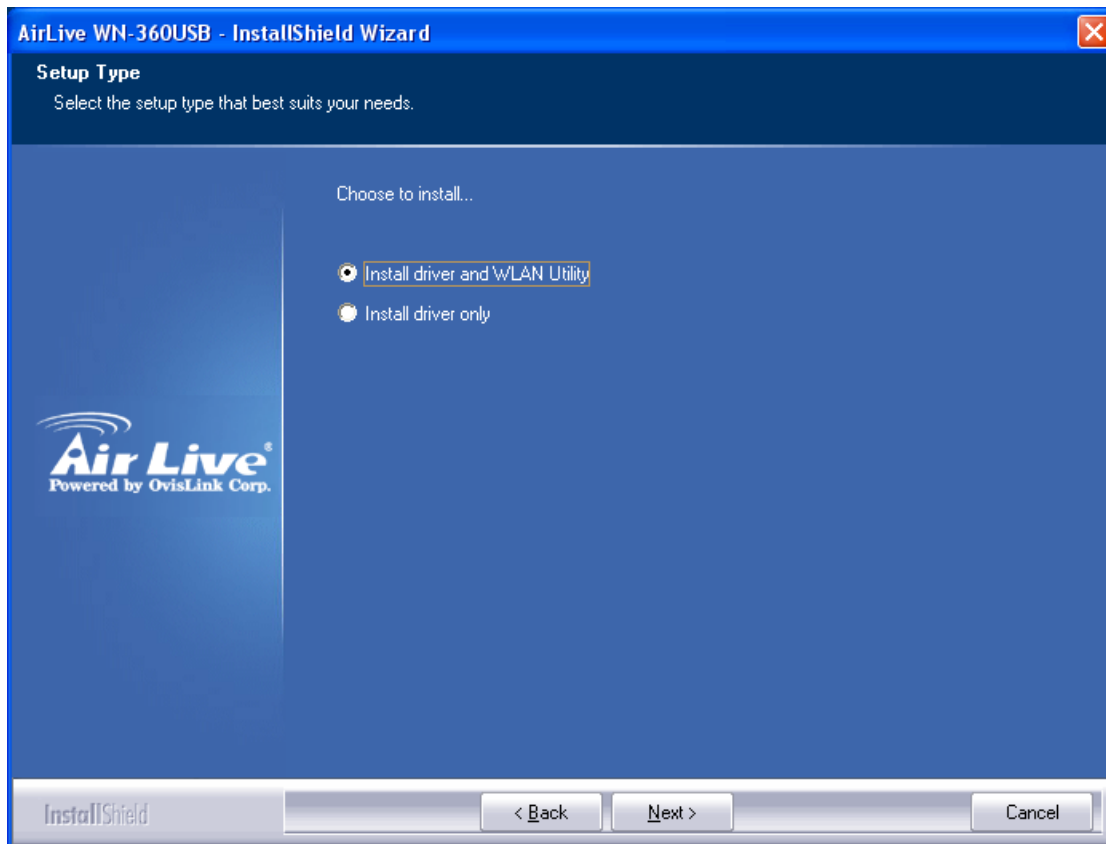 AirLive WN-360USB - InstallShield Wizard
Setup Type
Select the setup type that best suits your needs.
Choose to install...
Install driver and WLAN Utility
Install driver only
Air Live®
Powered by OvisLink Corp.
InstallShield
< Back
Next >
Cancel